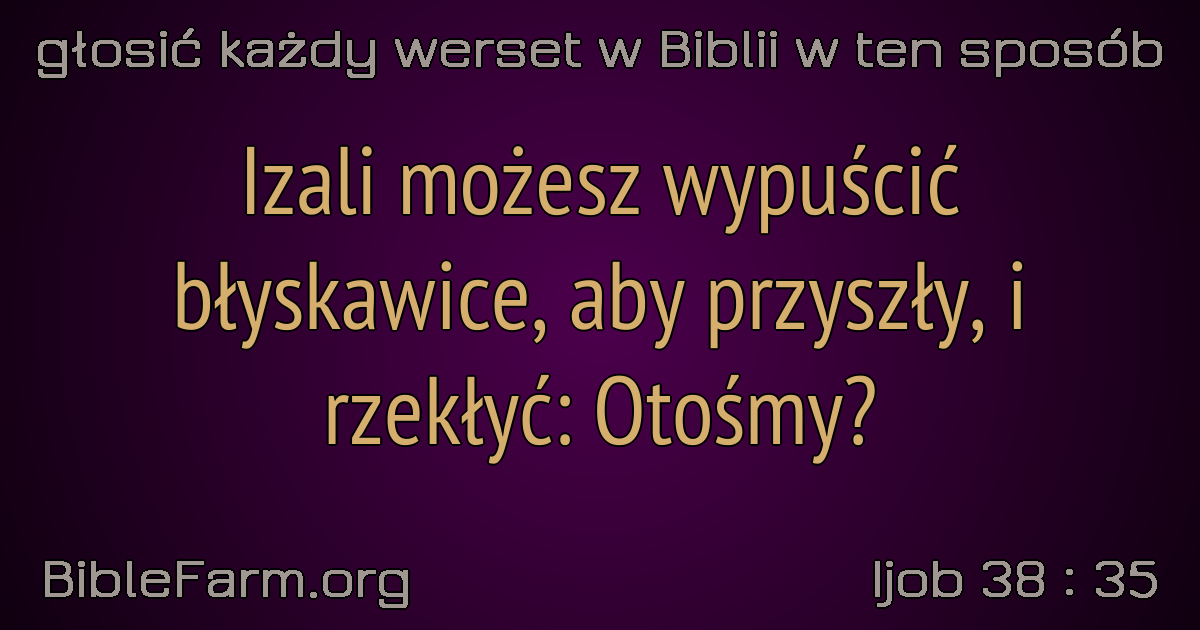 głosić każdy werset w Biblii w ten sposób
Izali możesz wypuścić
błyskawice, aby przyszły, i
rzekłyć: Otośmy?
BibleFarm.org
Ijob 38 : 35